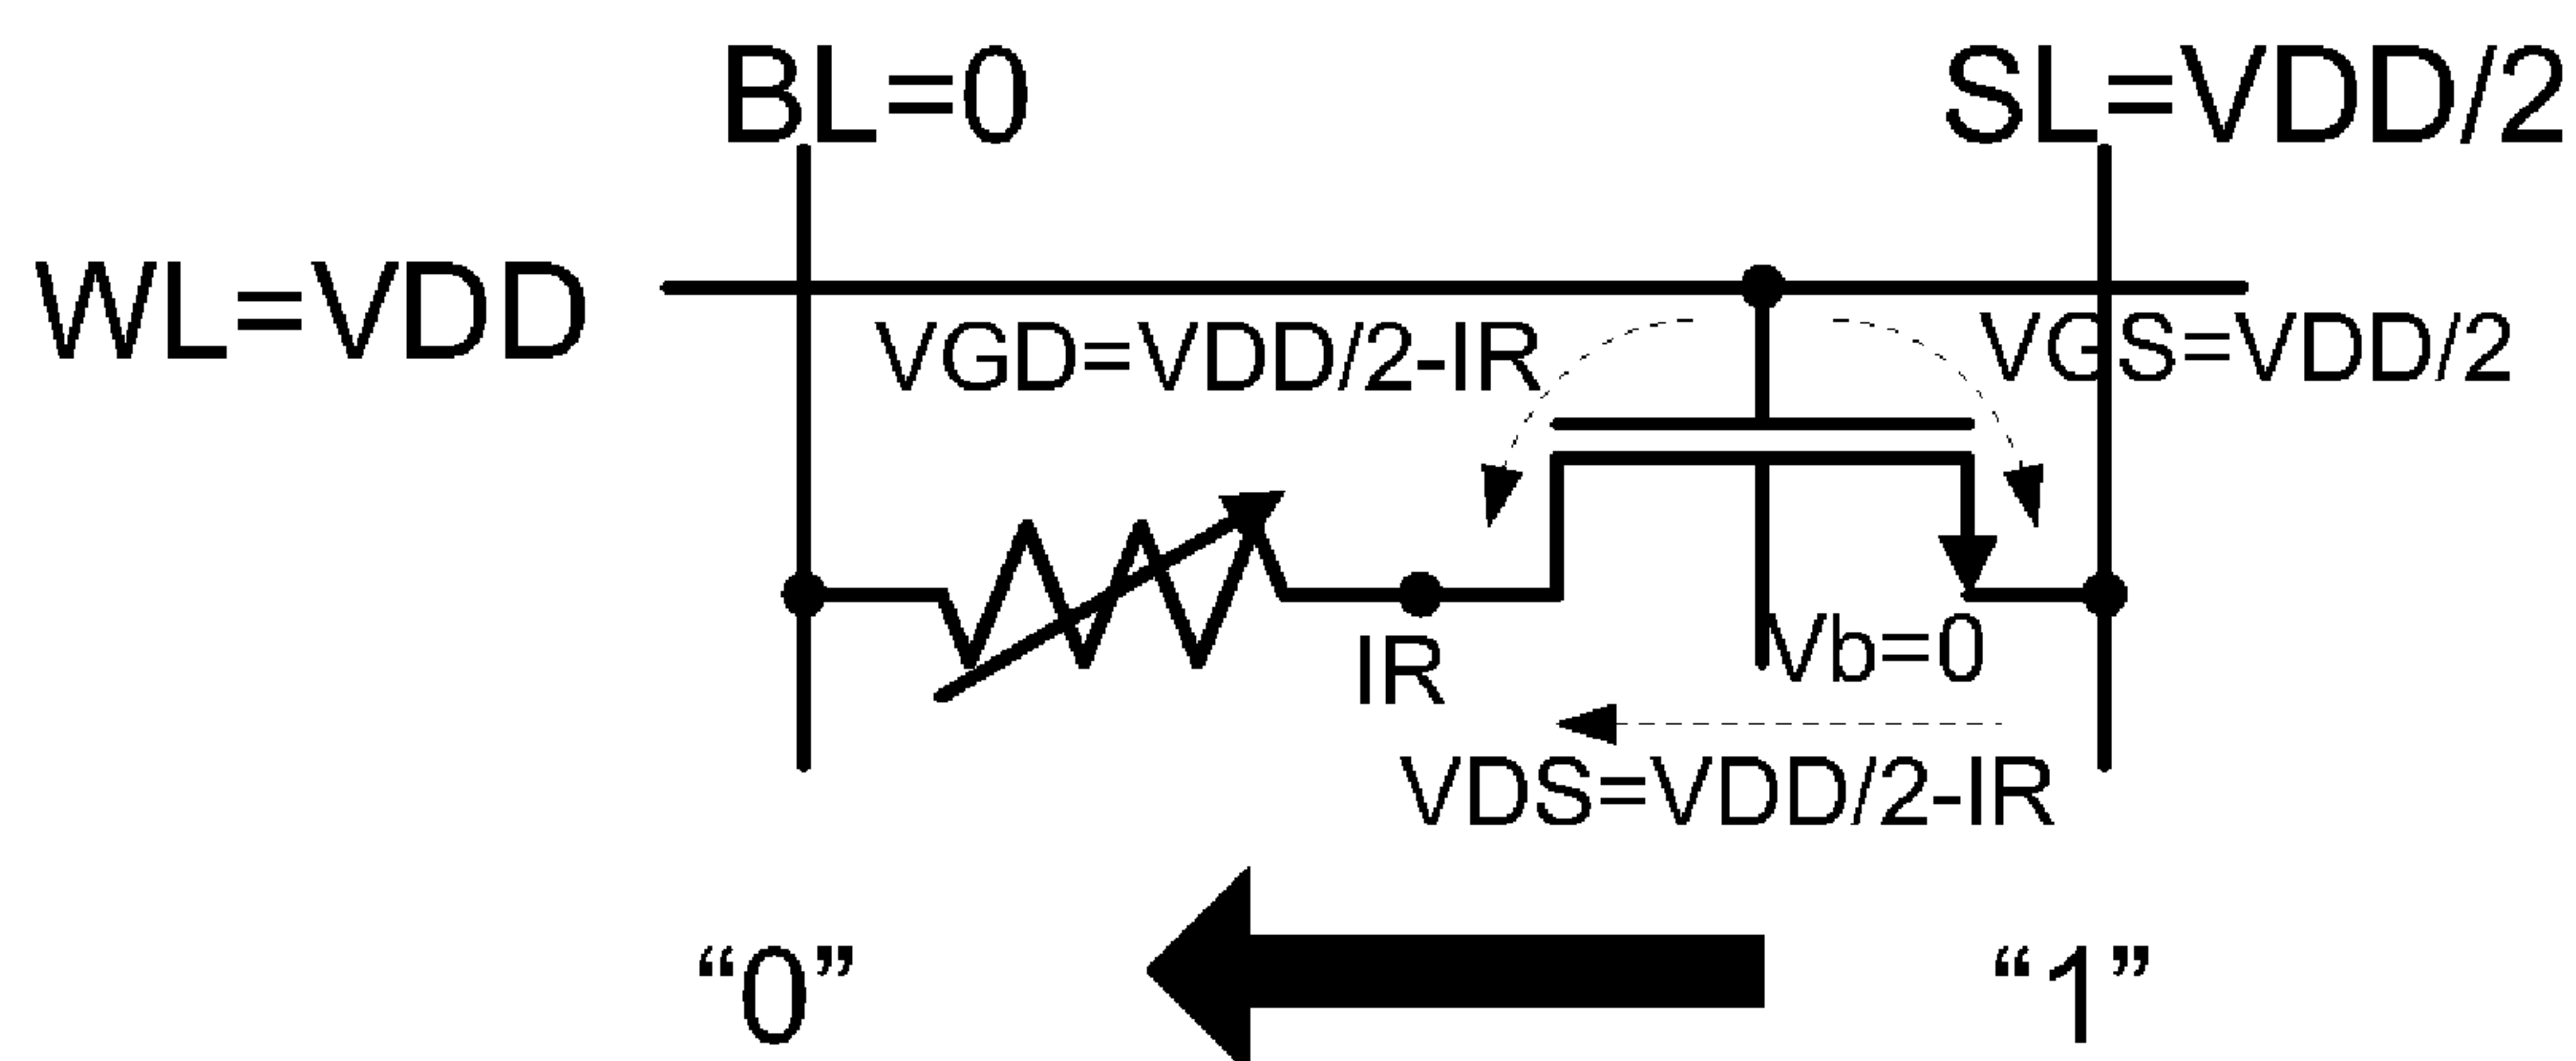 BL=0
SL=VDD/2
WL=VDD
VGD=VDD/2-IR
VGS=VDD/2
IR
Vb=0
VDS=VDD/2-IR
“0”
“1”